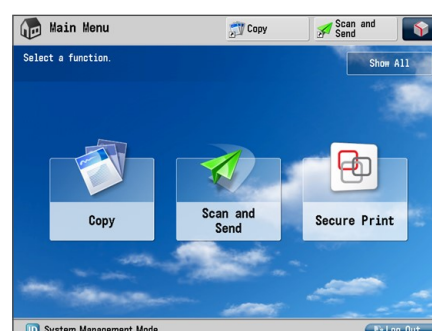 Main Menu
Copy
Scan and
Send
Select a function.
Show All
Copy
Scan and
Send
Secure Print
ID System Management Mode
Log Out